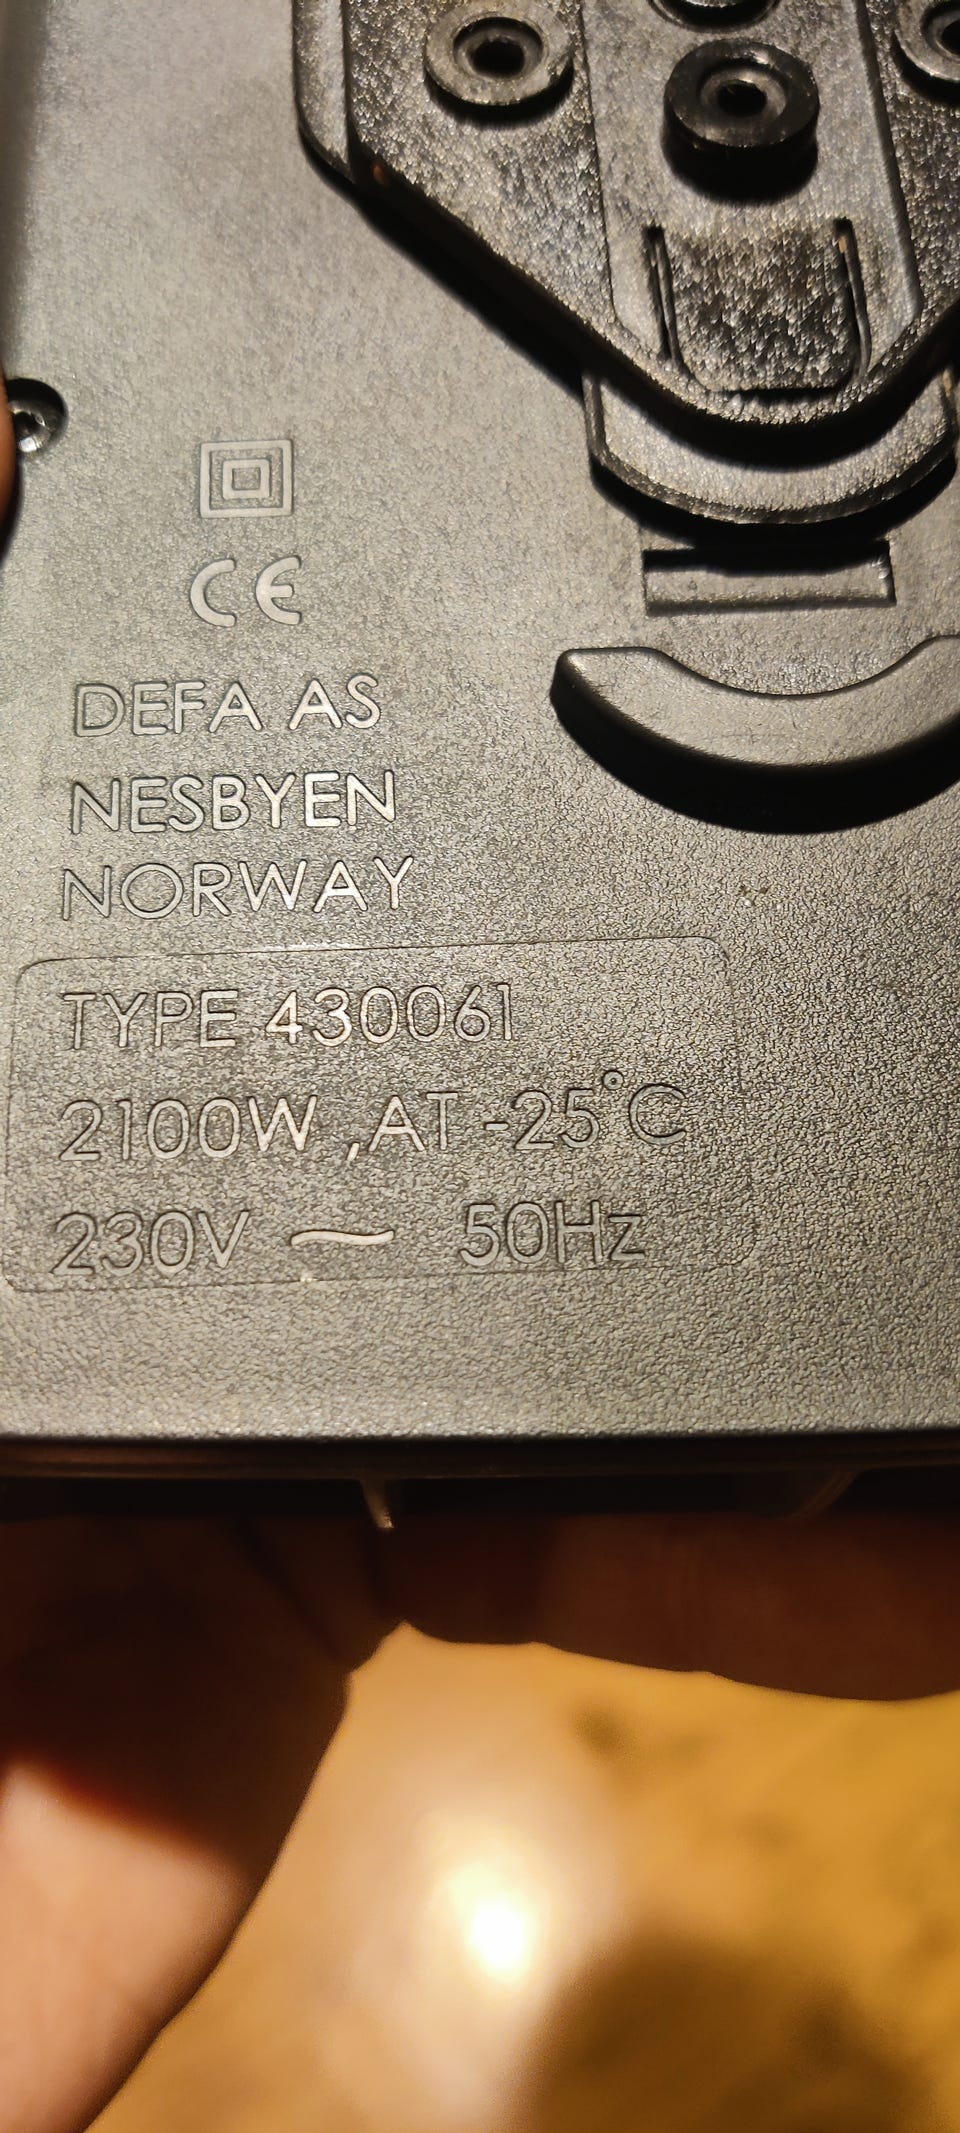 CE
DEFA AS
NESBYEN
NORWAY
TYPE 430061
2100W ,AT -25°C
230V ~ 50Hz